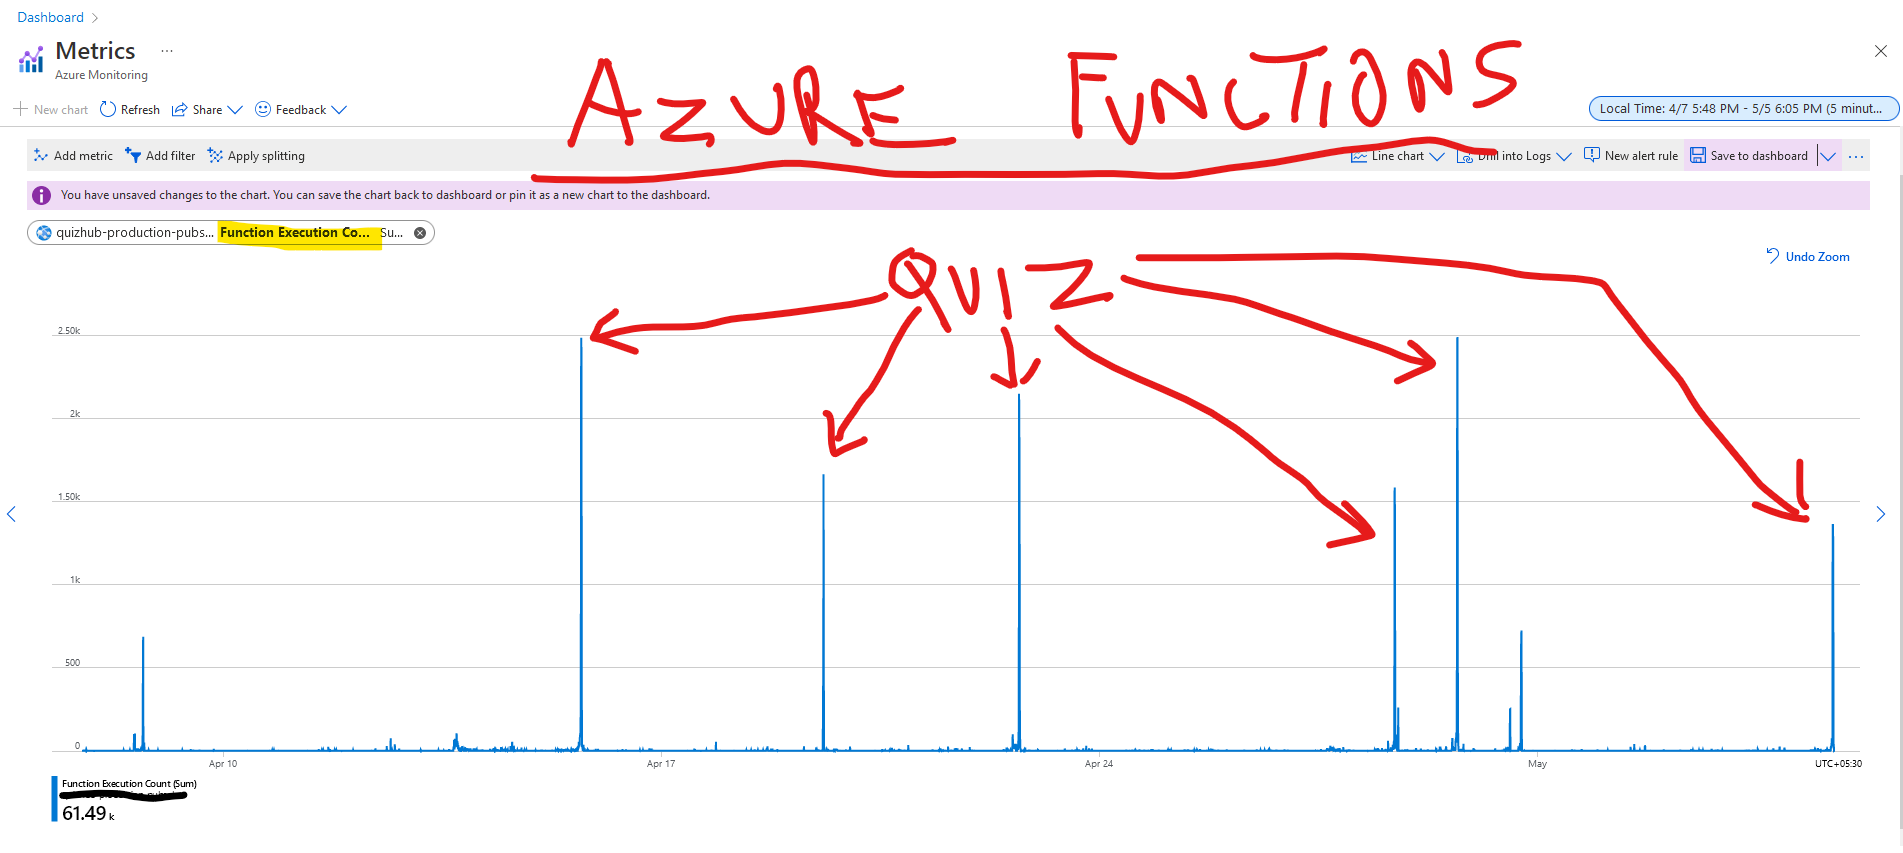 Dashboard
Metrics ...
Azure Monitoring
AZURE FUNCTIONS
New chart Refresh Share Feedback
Local Time: 4/7 5:48 PM - 5/5 6:05 PM (5 minut...
Add metric Add filter Apply splitting Line chart Drill into Logs New alert rule Save to dashboard ...
You have unsaved changes to the chart. You can save the chart back to dashboard or pin it as a new chart to the dashboard.
quizhub-production-pubs... Function Execution Co... Su...
Undo Zoom
QUIZ
2.50k
2k
1.50k
1k
500
0
Apr 10 Apr 17 Apr 24 May UTC+05:30
Function Execution Count (Sum)
61.49 k